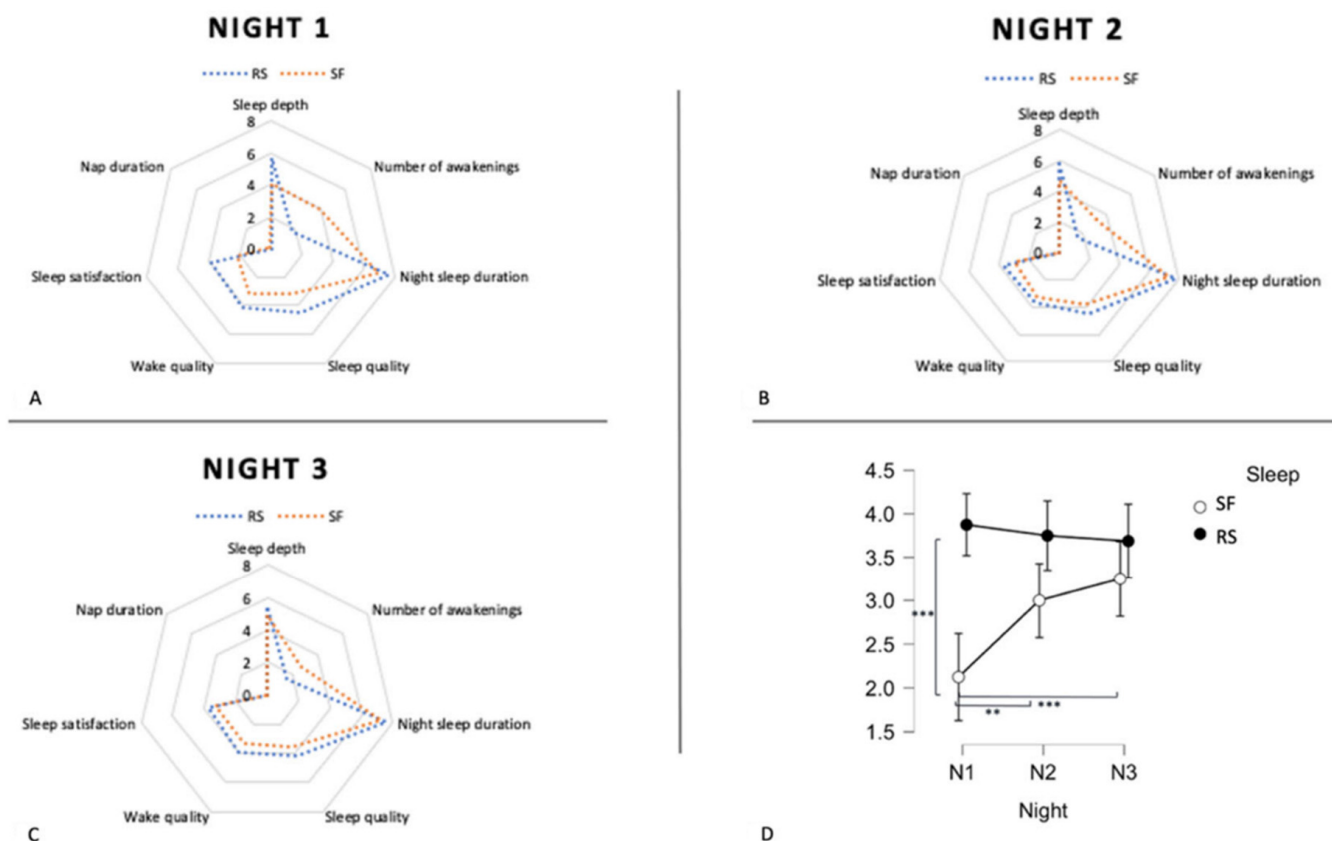 NIGHT 1
RS SF
Sleep depth
8
6
4
2
0
Number of awakenings
Night sleep duration
Sleep quality
Wake quality
Sleep satisfaction
Nap duration
A
NIGHT 2
RS SF
Sleep depth
8
6
4
2
0
Number of awakenings
Night sleep duration
Sleep quality
Wake quality
Sleep satisfaction
Nap duration
B
NIGHT 3
RS SF
Sleep depth
8
6
4
2
0
Number of awakenings
Night sleep duration
Sleep quality
Wake quality
Sleep satisfaction
Nap duration
C
4.5
4.0
3.5
3.0
2.5
2.0
1.5
***
**
***
N1 N2 N3
Night
Sleep
SF
RS
D